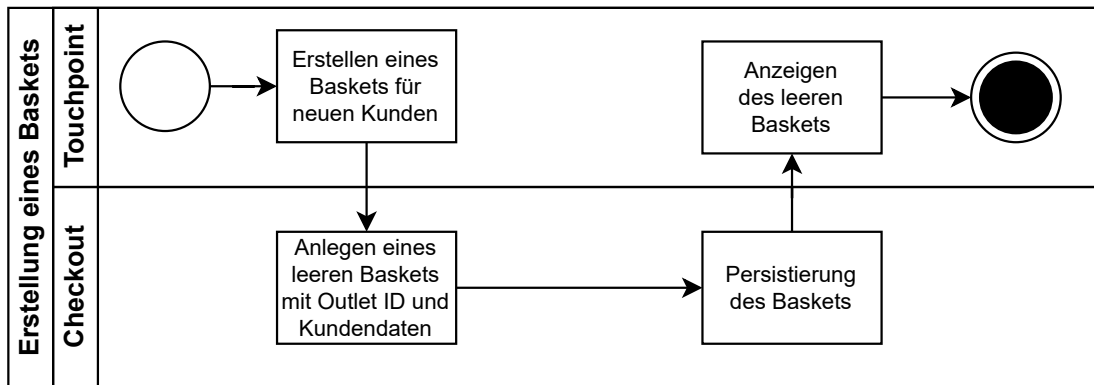 Erstellung eines Baskets
Touchpoint
Erstellen eines
Baskets für
neuen Kunden
Anzeigen
des leeren
Baskets
Checkout
Anlegen eines
leeren Baskets
mit Outlet ID und
Kundendaten
Persistierung
des Baskets